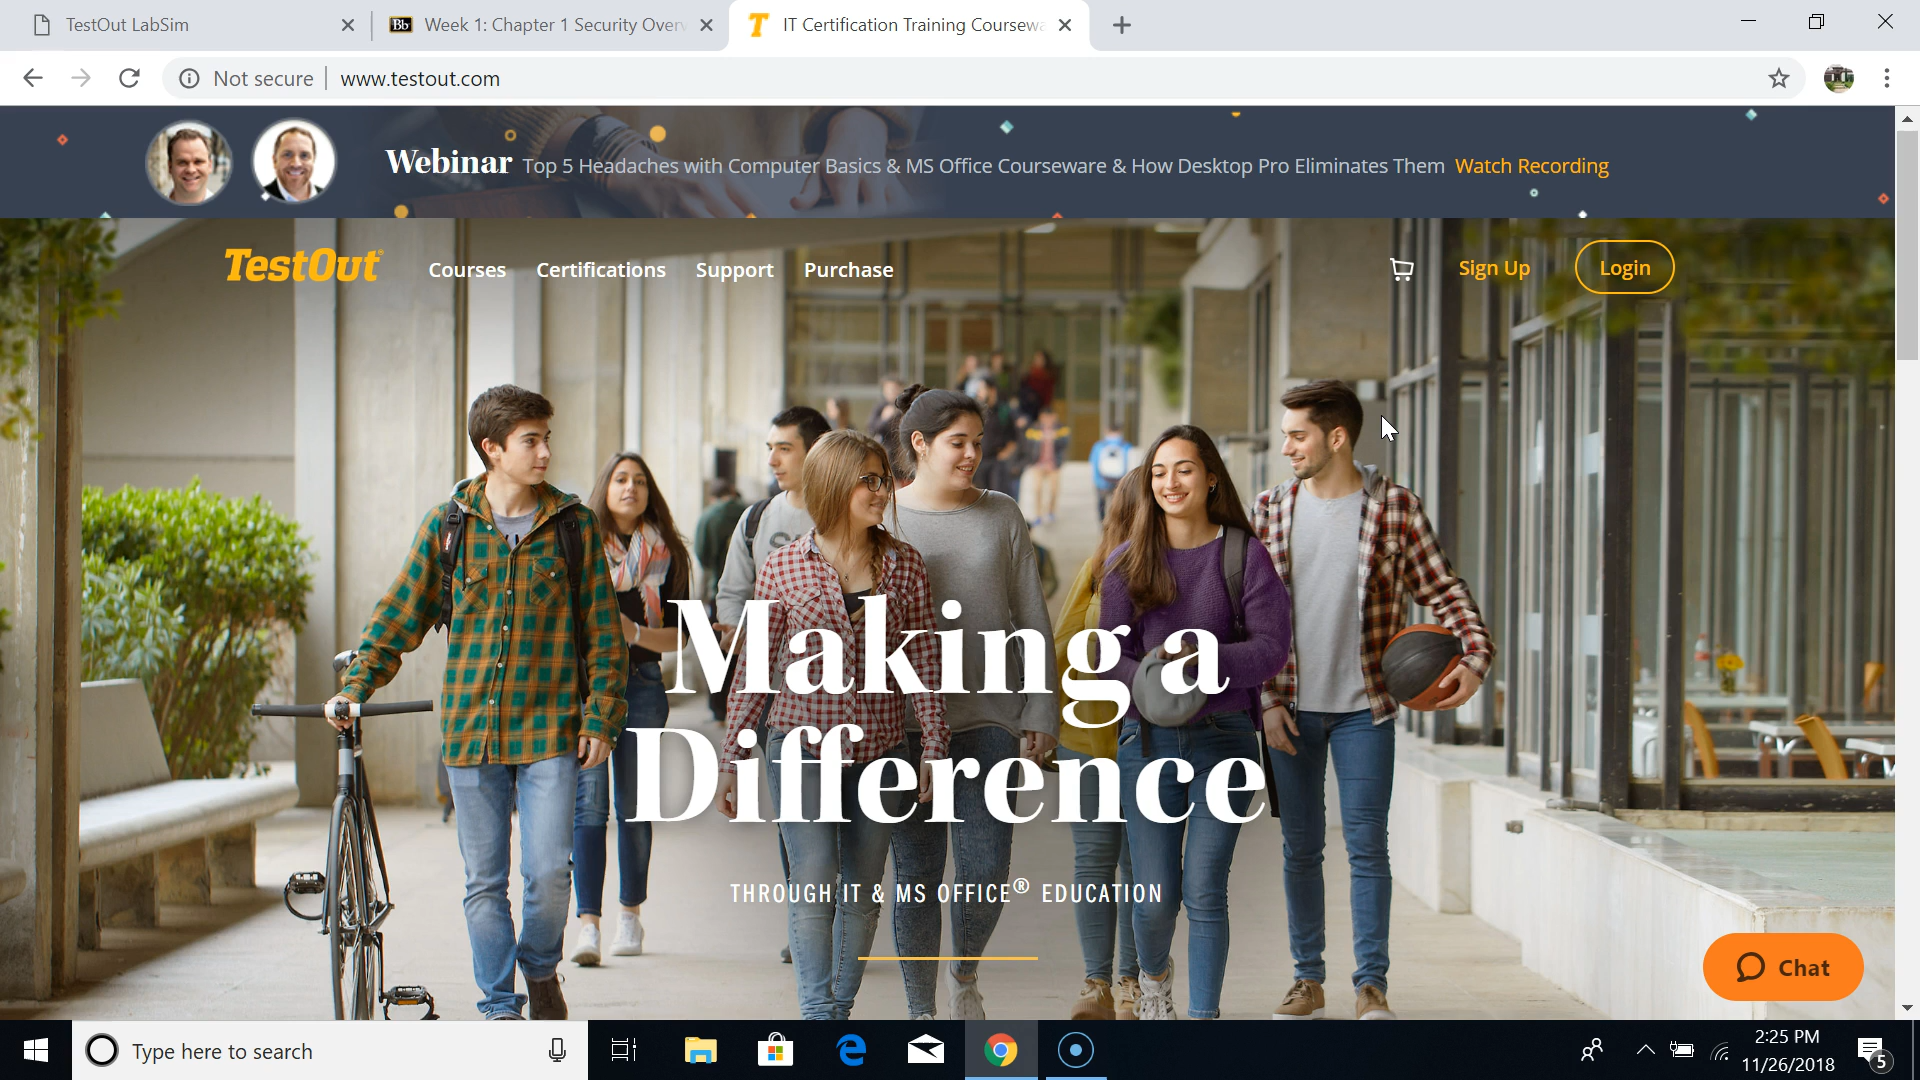 TestOut LabSim
Bb Week 1: Chapter 1 Security Over
IT Certification Training Coursewa
Not secure www.testout.com
Webinar Top 5 Headaches with Computer Basics & MS Office Courseware & How Desktop Pro Eliminates Them Watch Recording
TestOut Courses Certifications Support Purchase Sign Up Login
Making a
Difference
THROUGH IT & MS OFFICE® EDUCATION
Chat
Type here to search
2:25 PM
11/26/2018
5